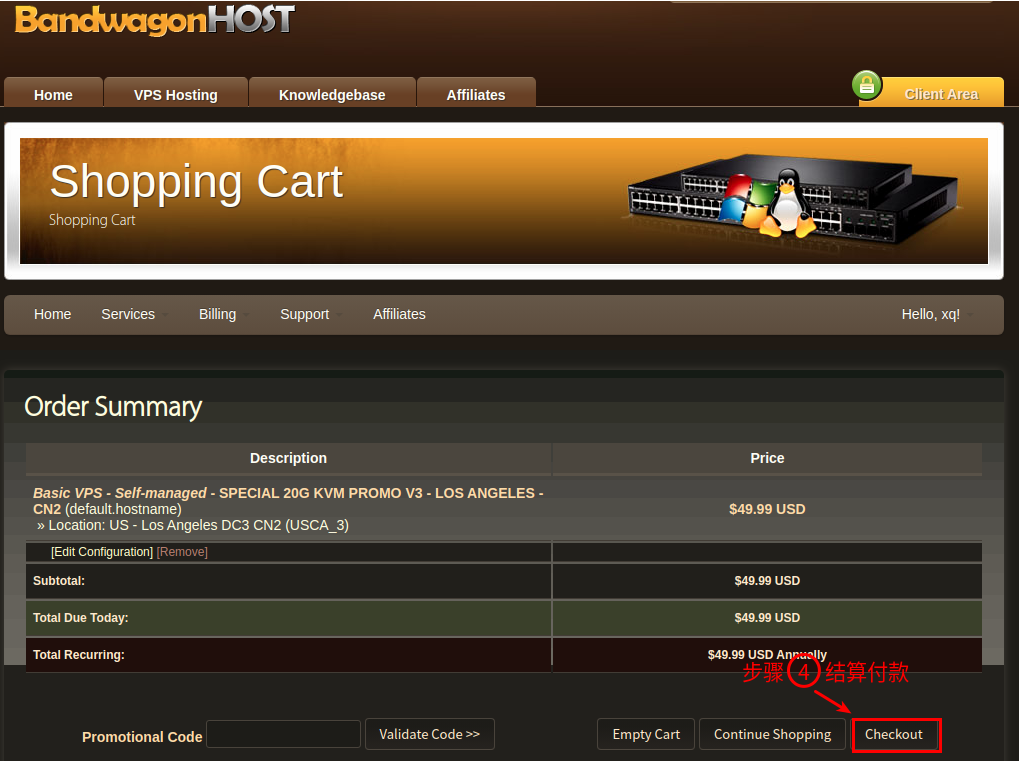 BandwagonHOST
Home VPS Hosting Knowledgebase Affiliates Client Area
Shopping Cart
Shopping Cart
Home Services Billing Support Affiliates Hello, xq!
Order Summary
Description Price
Basic VPS - Self-managed - SPECIAL 20G KVM PROMO V3 - LOS ANGELES -
CN2 (default.hostname) $49.99 USD
» Location: US - Los Angeles DC3 CN2 (USCA_3)
[Edit Configuration] [Remove]
Subtotal: $49.99 USD
Total Due Today: $49.99 USD
Total Recurring: $49.99 USD Annually
步骤 4 结算付款
Promotional Code Validate Code >> Empty Cart Continue Shopping Checkout